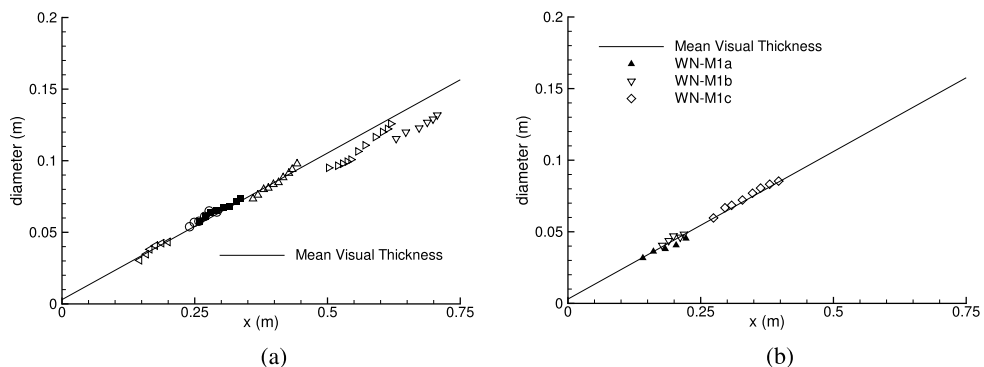 0.2
0.15
0.1
0.05
0
diameter (m)
Mean Visual Thickness
0 0.25 0.5 0.75
x (m)
(a)
0.2
0.15
0.1
0.05
0
diameter (m)
Mean Visual Thickness
WN-M1a
WN-M1b
WN-M1c
0 0.25 0.5 0.75
x (m)
(b)